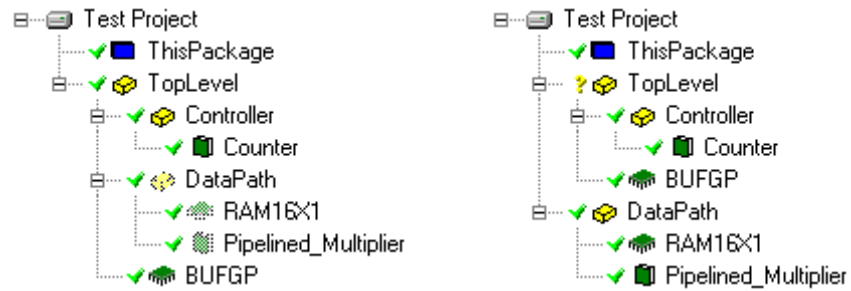 Test Project
ThisPackage
TopLevel
Controller
Counter
DataPath
RAM16X1
Pipelined_Multiplier
BUFGP
Test Project
ThisPackage
? TopLevel
Controller
Counter
BUFGP
DataPath
RAM16X1
Pipelined_Multiplier